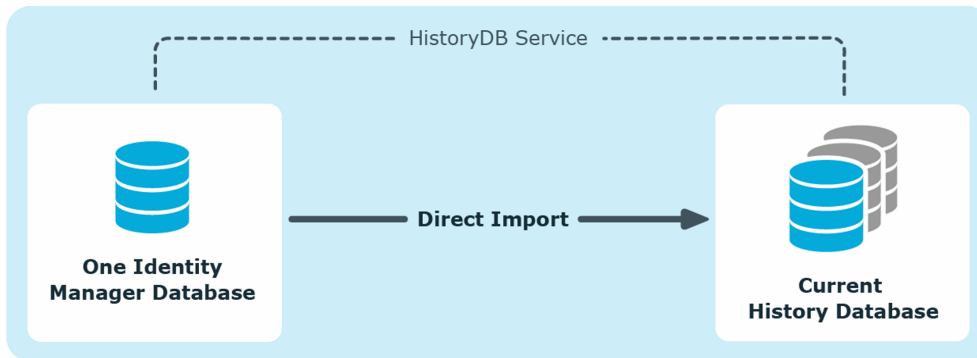 HistoryDB Service
Direct Import
One Identity
Manager Database
Current
History Database